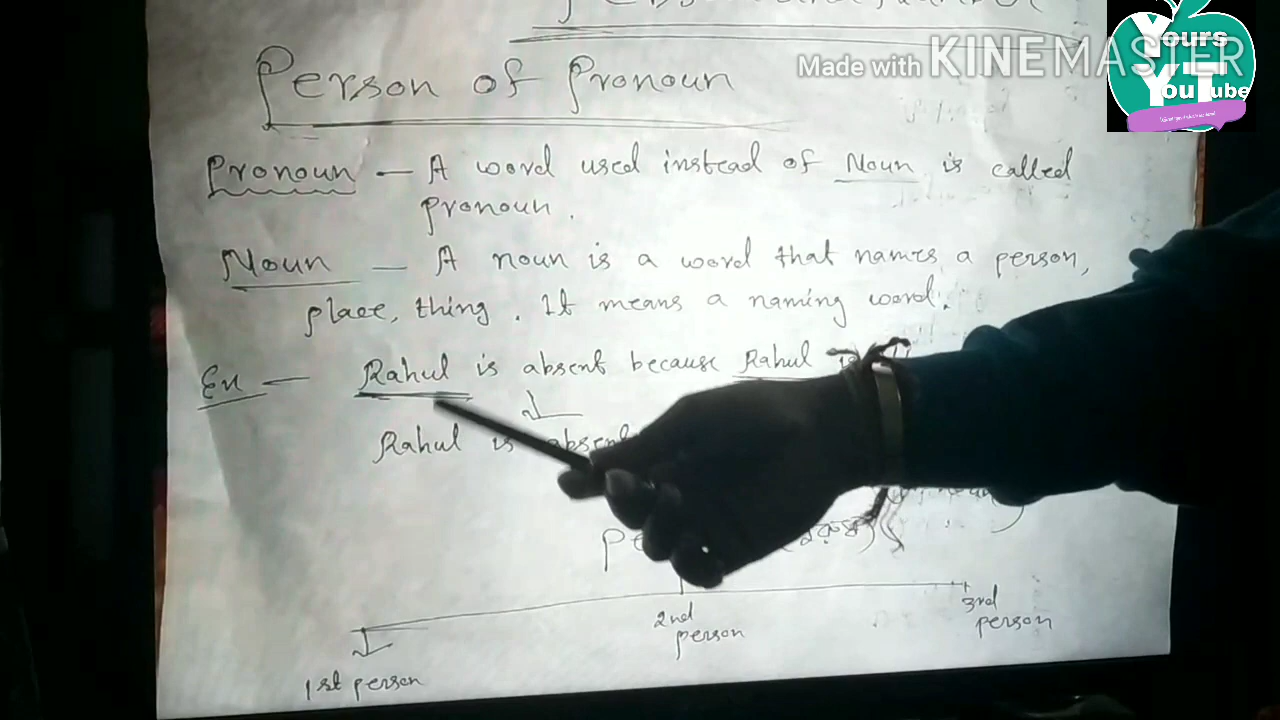 Made with KINEMASTER
Yours
YT
YouTube
Person of Pronoun
Pronoun – A word used instead of Noun is called
pronoun.
Noun – A noun is a word that names a person,
place, thing. It means a naming word.
Ex – Rahul is absent because Rahul
Rahul is absent
2nd
person
3rd
person
1st person